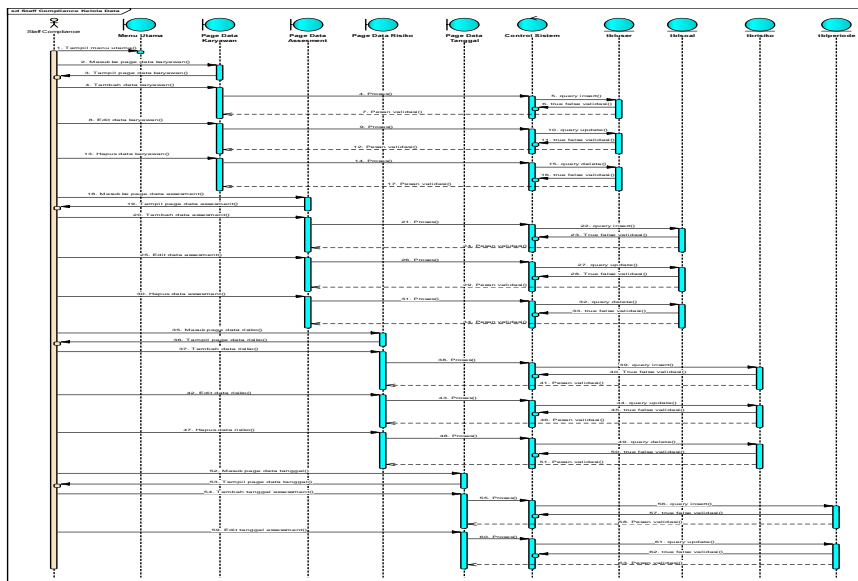 sd Staff Compliance Kelola Data
Staff Compliance
Menu Utama
Page Data Karyawan
Page Data Assesment
Page Data Risiko
Page Data Tanggal
Control Sistem
tbluser
tblsoal
tbrisiko
tblperiode
1. Tampil menu utama()
2. Masuk ke page data karyawan()
3. Tampil page data karyawan()
4. Tambah data karyawan()
4. Proses()
5. query insert()
6. true false validasi()
7. Pesan validasi()
8. Edit data karyawan()
9. Proses()
10. query update()
11. true false validasi()
12. Pesan validasi()
13. Hapus data karyawan()
14. Proses()
15. query delete()
16. true false validasi()
17. Pesan validasi()
18. Masuk ke page data assesment()
19. Tampil page data assesment()
20. Tambah data assesment()
21. Proses()
22. query insert()
23. True false validasi()
24. Pesan validasi()
25. Edit data assesment()
26. Proses()
27. query update()
28. True false validasi()
29. Pesan validasi()
30. Hapus data assesment()
31. Proses()
32. query delete()
33. true false validasi()
34. Pesan validasi()
35. Masuk page data risiko()
36. Tampil page data risiko()
37. Tambah data risiko()
38. Proses()
39. query insert()
40. True false validasi()
41. Pesan validasi()
42. Edit data risiko()
43. Proses()
44. query update()
45. true false validasi()
46. Pesan validasi()
47. Hapus data risiko()
48. Proses()
49. query delete()
50. true false validasi()
51. Pesan validasi()
52. Masuk page data tanggal()
53. Tampil page data tanggal()
54. Tambah tanggal assessment()
55. Proses()
56. query insert()
57. true false validasi()
58. Pesan validasi()
59. Edit tanggal assessment()
60. Proses()
61. query update()
62. true false validasi()
63. Pesan validasi()